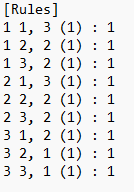 [Rules]
1 1, 3 (1) : 1
1 2, 2 (1) : 1
1 3, 2 (1) : 1
2 1, 3 (1) : 1
2 2, 2 (1) : 1
2 3, 2 (1) : 1
3 1, 2 (1) : 1
3 2, 1 (1) : 1
3 3, 1 (1) : 1